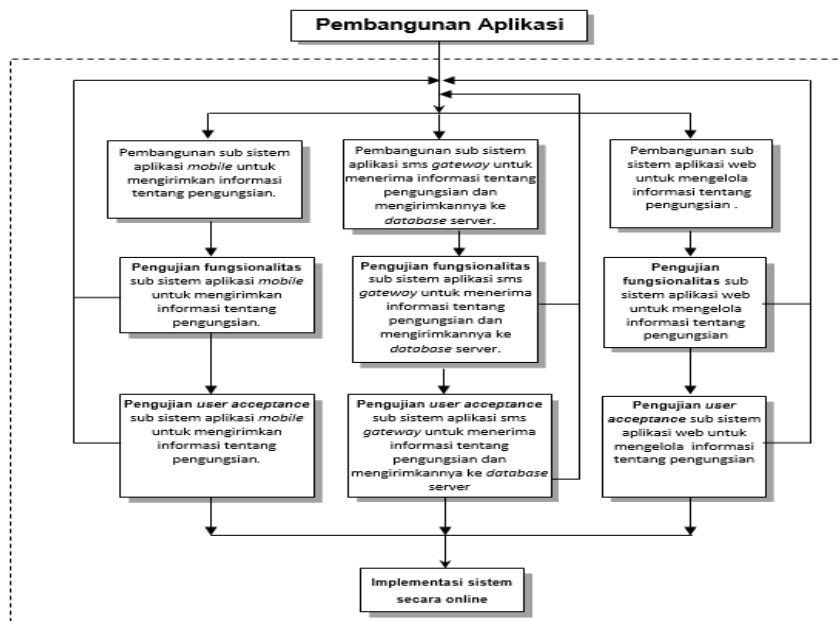 Pembangunan Aplikasi
Pembangunan sub sistem
aplikasi mobile untuk
mengirimkan informasi
tentang pengungsian.
Pembangunan sub sistem
aplikasi sms gateway untuk
menerima informasi tentang
pengungsian dan
mengirimkannya ke
database server.
Pembangunan sub
sistem aplikasi web
untuk mengelola
informasi tentang
pengungsian .
Pengujian fungsionalitas
sub sistem aplikasi mobile
untuk mengirimkan
informasi tentang
pengungsian.
Pengujian fungsionalitas
sub sistem aplikasi sms
gateway untuk menerima
informasi tentang
pengungsian dan
mengirimkannya ke
database server.
Pengujian
fungsionalitas sub
sistem aplikasi web
untuk mengelola
informasi tentang
pengungsian
Pengujian user acceptance
sub sistem aplikasi mobile
untuk mengirimkan
informasi tentang
pengungsian.
Pengujian user acceptance
sub sistem aplikasi sms
gateway untuk menerima
informasi tentang
pengungsian dan
mengirimkannya ke database
server
Pengujian user
acceptance sub sistem
aplikasi web untuk
mengelola informasi
tentang pengungsian
Implementasi sistem
secara online